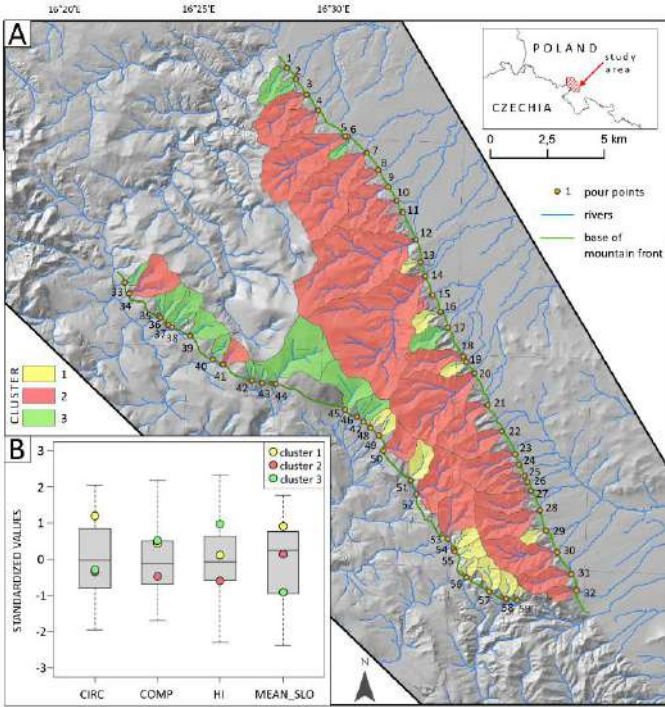 16°20'E
16°25'E
16°30'E
A
POLAND
study
area
CZECHIA
0
2,5
5 km
1 pour points
rivers
base of
mountain front
1
2
3
4
5
6
7
8
9
10
11
12
13
14
15
16
17
18
19
20
21
22
23
24
25
26
27
28
29
30
31
32
33
34
35
36
37
38
39
40
41
42
43
44
45
46
47
48
49
50
51
52
53
54
55
56
57
58
59
CLUSTER
1
2
3
B
cluster 1
cluster 2
cluster 3
STANDARDIZED VALUES
3
2
1
0
-1
-2
-3
CIRC
COMP
HI
MEAN_SLO
N